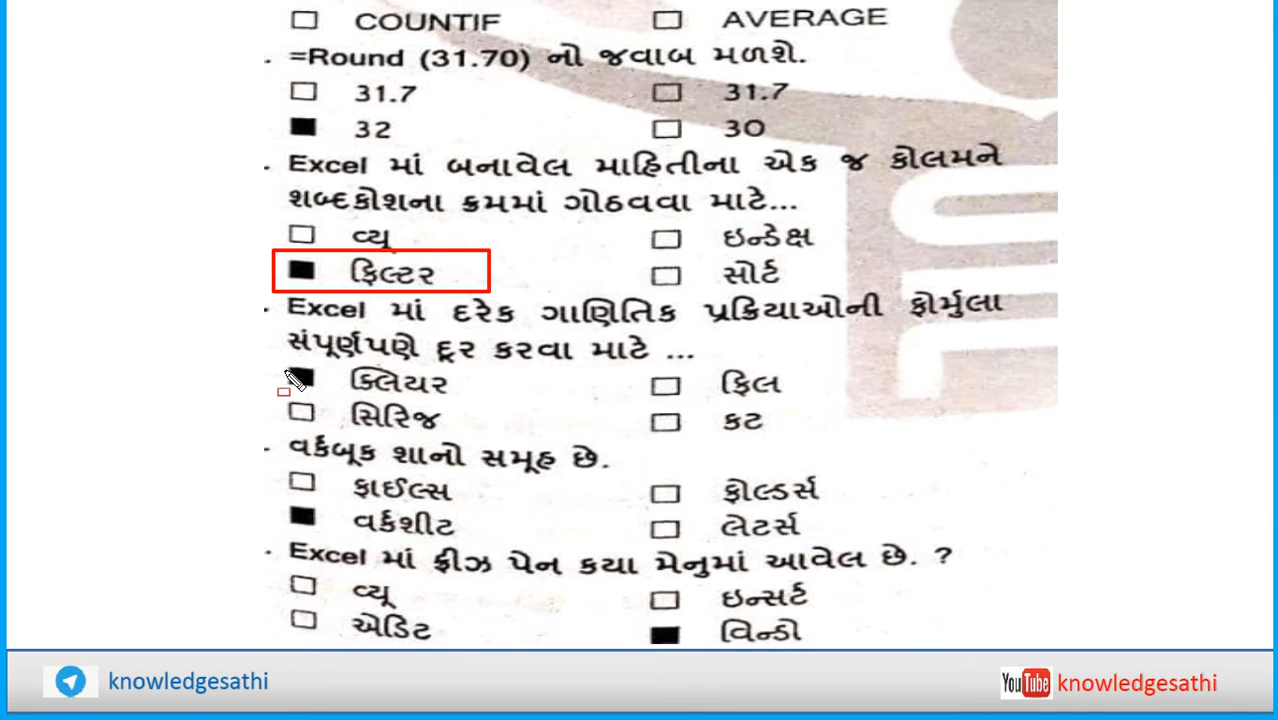 COUNTIF AVERAGE
. =Round (31.70) નો જવાબ મળશે.
31.7 31.7
32 30
. Excel માં બનાવેલ માહિતીના એક જ કોલમને
શબ્દકોશના ક્રમમાં ગોઠવવા માટે...
વ્યૂ ઇન્ડેક્ષ
ફિલ્ટર સોર્ટ
. Excel માં દરેક ગાણિતિક પ્રક્રિયાઓની ફોર્મુલા
સંપૂર્ણપણે દૂર કરવા માટે ...
ક્લિયર ફિલ
સિરિજ કટ
. વર્કબૂક શાનો સમૂહ છે.
ફાઈલ્સ ફોલ્ડર્સ
વર્કશીટ લેટર્સ
. Excel માં ફ્રીઝ પેન કયા મેનુમાં આવેલ છે. ?
વ્યૂ ઇન્સર્ટ
એડિટ વિન્ડો
knowledgesathi YouTube knowledgesathi